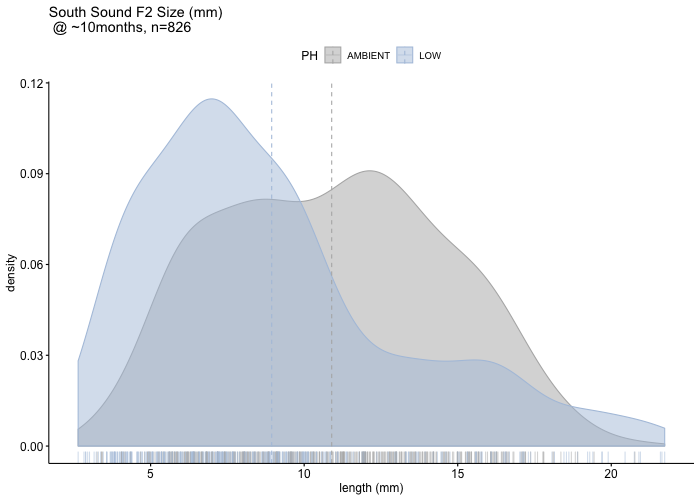 South Sound F2 Size (mm)
@ ~10months, n=826
PH AMBIENT LOW
0.12
0.09
0.06
0.03
0.00
density
5 10 15 20
length (mm)